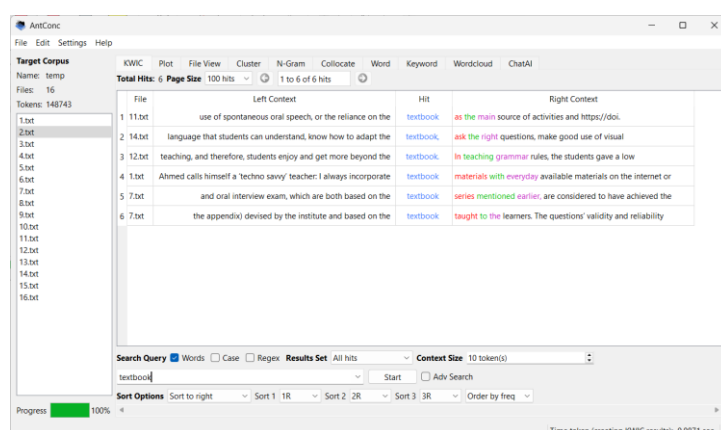 AntConc
File Edit Settings Help
Target Corpus
Name: temp
Files: 16
Tokens: 148743
1.txt
2.txt
3.txt
4.txt
5.txt
6.txt
7.txt
8.txt
9.txt
10.txt
11.txt
12.txt
13.txt
14.txt
15.txt
16.txt
Progress 100%
KWIC Plot File View Cluster N-Gram Collocate Word Keyword Wordcloud ChatAI
Total Hits: 6 Page Size 100 hits 1 to 6 of 6 hits
File Left Context Hit Right Context
1 11.txt use of spontaneous oral speech, or the reliance on the textbook as the main source of activities and https://doi.
2 14.txt language that students can understand, know how to adapt the textbook, ask the right questions, make good use of visual
3 12.txt teaching, and therefore, students enjoy and get more beyond the textbook. In teaching grammar rules, the students gave a low
4 1.txt Ahmed calls himself a 'techno savvy' teacher: I always incorporate textbook materials with everyday available materials on the internet or
5 7.txt and oral interview exam, which are both based on the textbook series mentioned earlier, are considered to have achieved the
6 7.txt the appendix) devised by the institute and based on the textbook taught to the learners. The questions' validity and reliability
Search Query Words Case Regex Results Set All hits Context Size 10 token(s)
textbook Start Adv Search
Sort Options Sort to right Sort 1 1R Sort 2 2R Sort 3 3R Order by freq